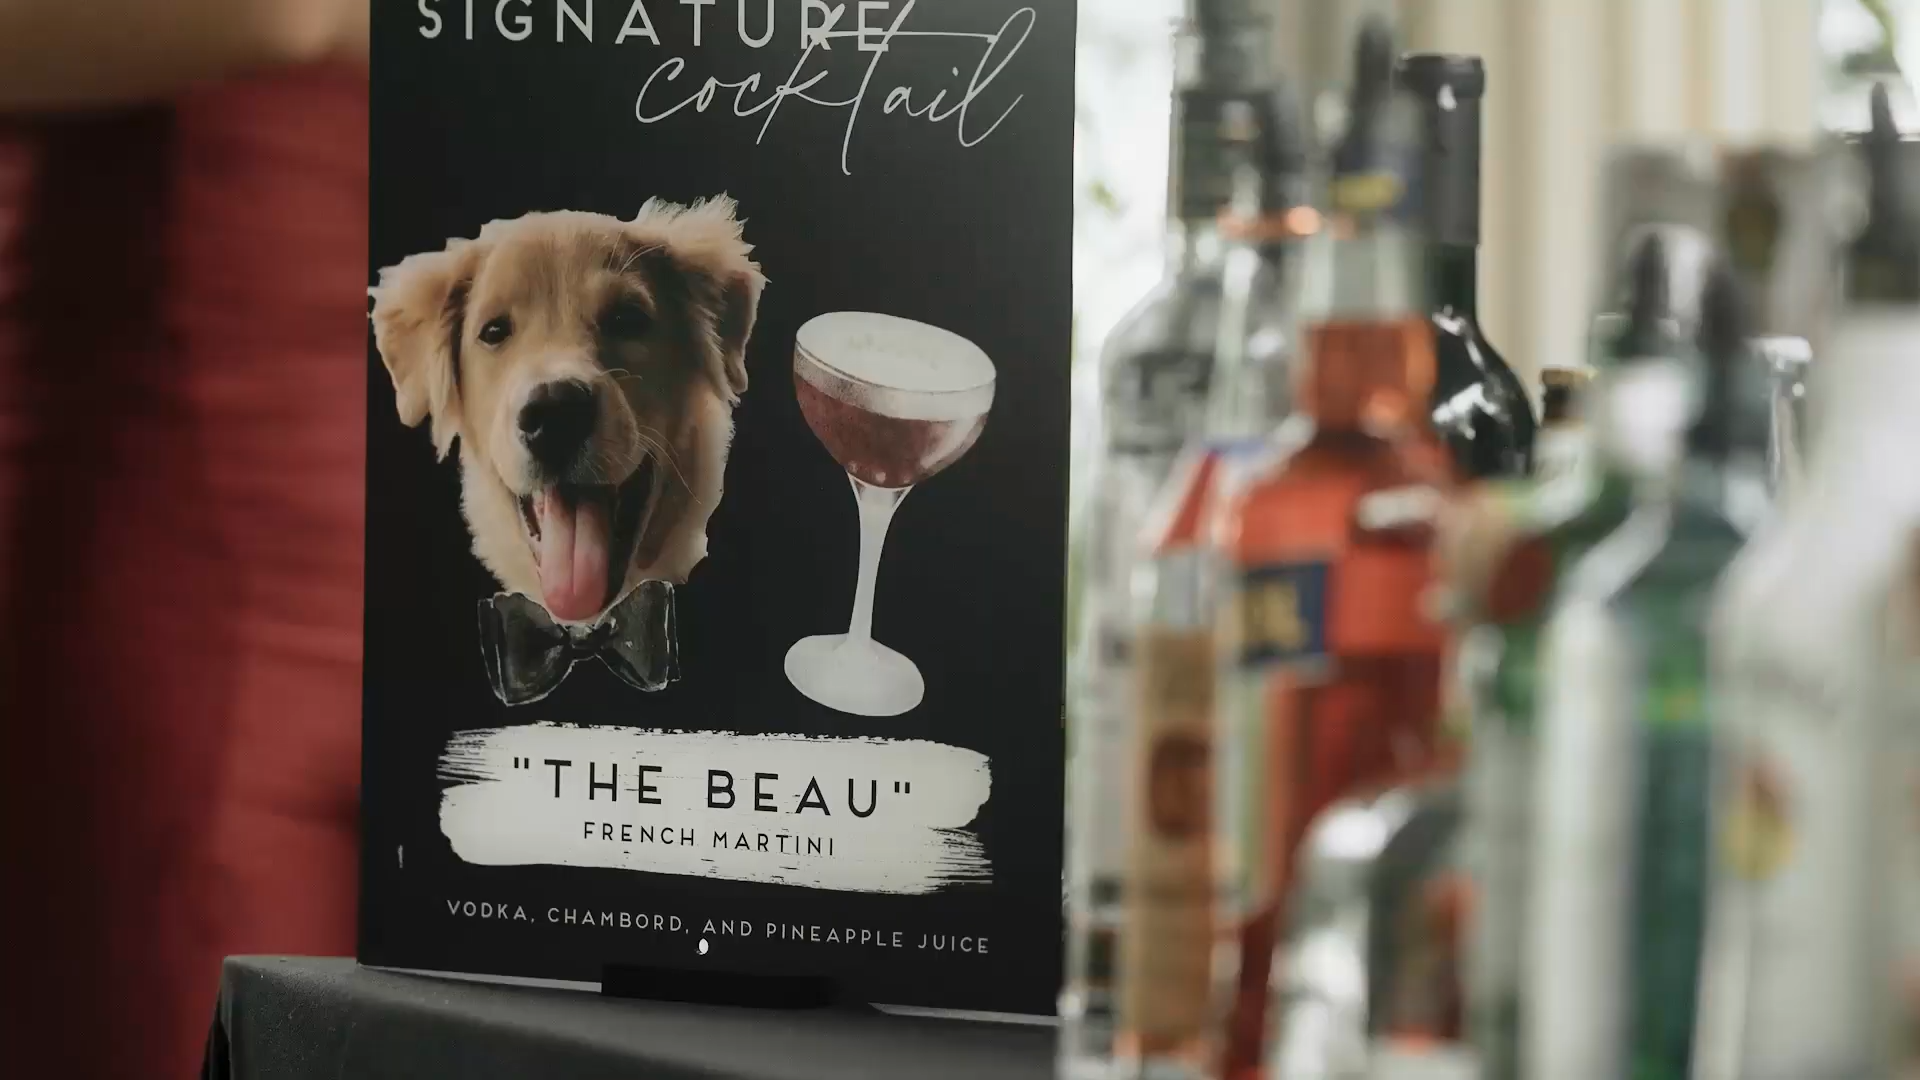 SIGNATURE
cocktail
"THE BEAU"
FRENCH MARTINI
VODKA, CHAMBORD, AND PINEAPPLE JUICE